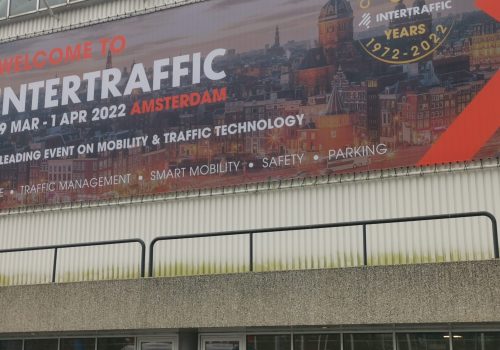 WELCOME TO
INTERTRAFFIC
9 MAR - 1 APR 2022 AMSTERDAM
LEADING EVENT ON MOBILITY & TRAFFIC TECHNOLOGY
TRAFFIC MANAGEMENT • SMART MOBILITY • SAFETY • PARKING
INTERTRAFFIC
YEARS
1972-2022